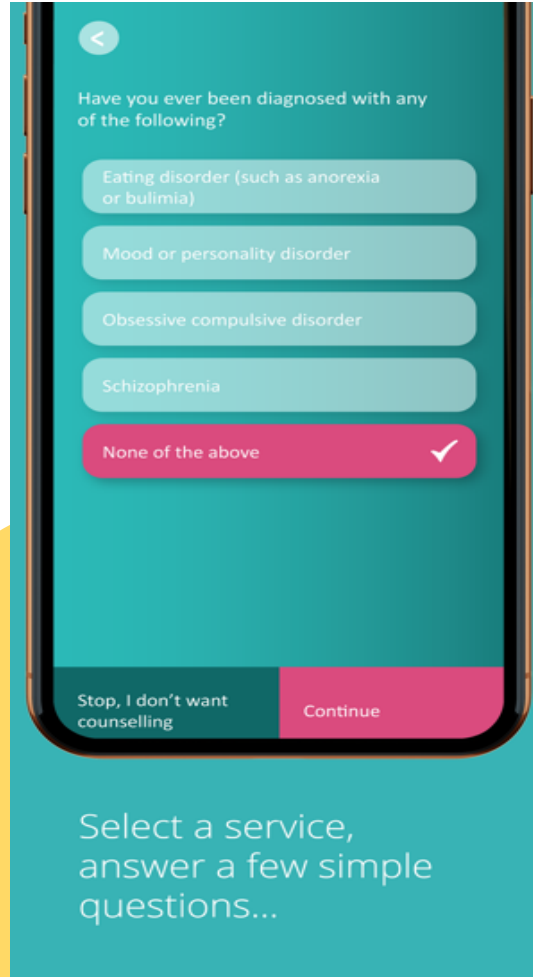 <
Have you ever been diagnosed with any
of the following?
Eating disorder (such as anorexia
or bulimia)
Mood or personality disorder
Obsessive compulsive disorder
Schizophrenia
None of the above
Stop, I don't want
counselling
Continue
Select a service,
answer a few simple
questions...